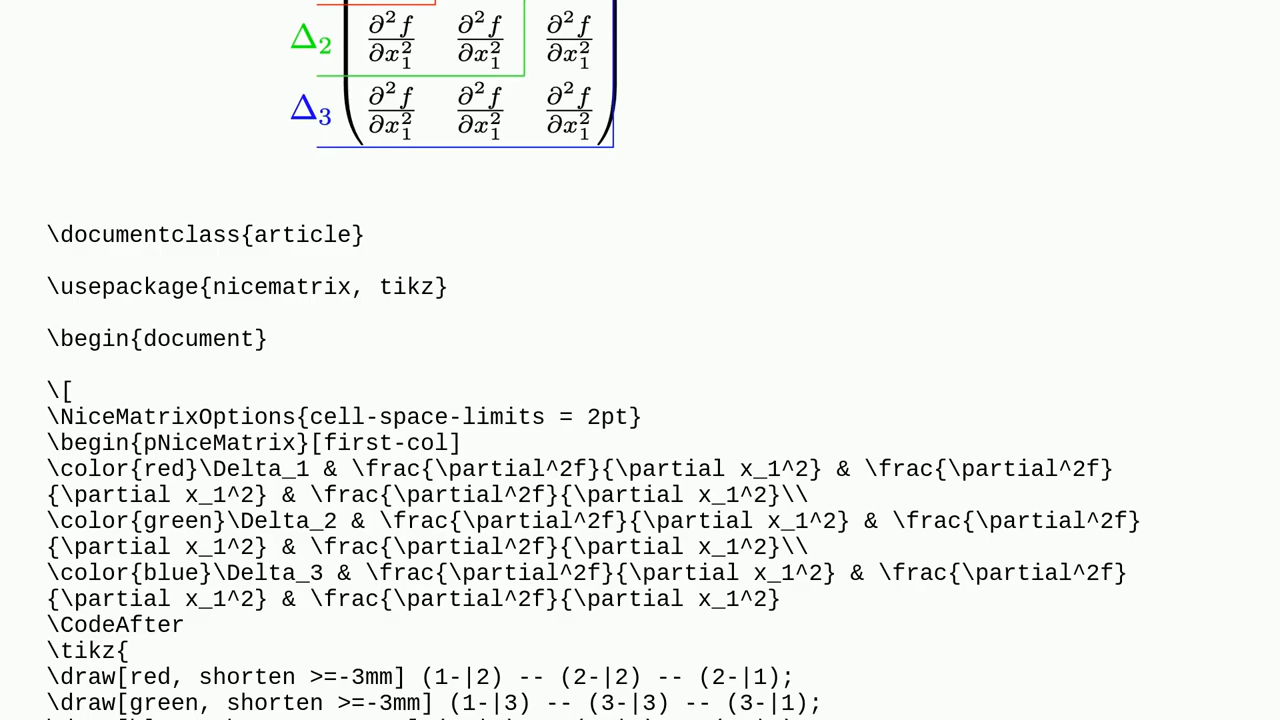 Δ₂ ∂²f/∂x₁² ∂²f/∂x₁² ∂²f/∂x₁²
Δ₃ ∂²f/∂x₁² ∂²f/∂x₁² ∂²f/∂x₁²
\documentclass{article}
\usepackage{nicematrix, tikz}
\begin{document}
\[
\NiceMatrixOptions{cell-space-limits = 2pt}
\begin{pNiceMatrix}[first-col]
\color{red}\Delta_1 & \frac{\partial^2f}{\partial x_1^2} & \frac{\partial^2f}
{\partial x_1^2} & \frac{\partial^2f}{\partial x_1^2}\\
\color{green}\Delta_2 & \frac{\partial^2f}{\partial x_1^2} & \frac{\partial^2f}
{\partial x_1^2} & \frac{\partial^2f}{\partial x_1^2}\\
\color{blue}\Delta_3 & \frac{\partial^2f}{\partial x_1^2} & \frac{\partial^2f}
{\partial x_1^2} & \frac{\partial^2f}{\partial x_1^2}
\CodeAfter
\tikz{
\draw[red, shorten >=-3mm] (1-|2) -- (2-|2) -- (2-|1);
\draw[green, shorten >=-3mm] (1-|3) -- (3-|3) -- (3-|1);